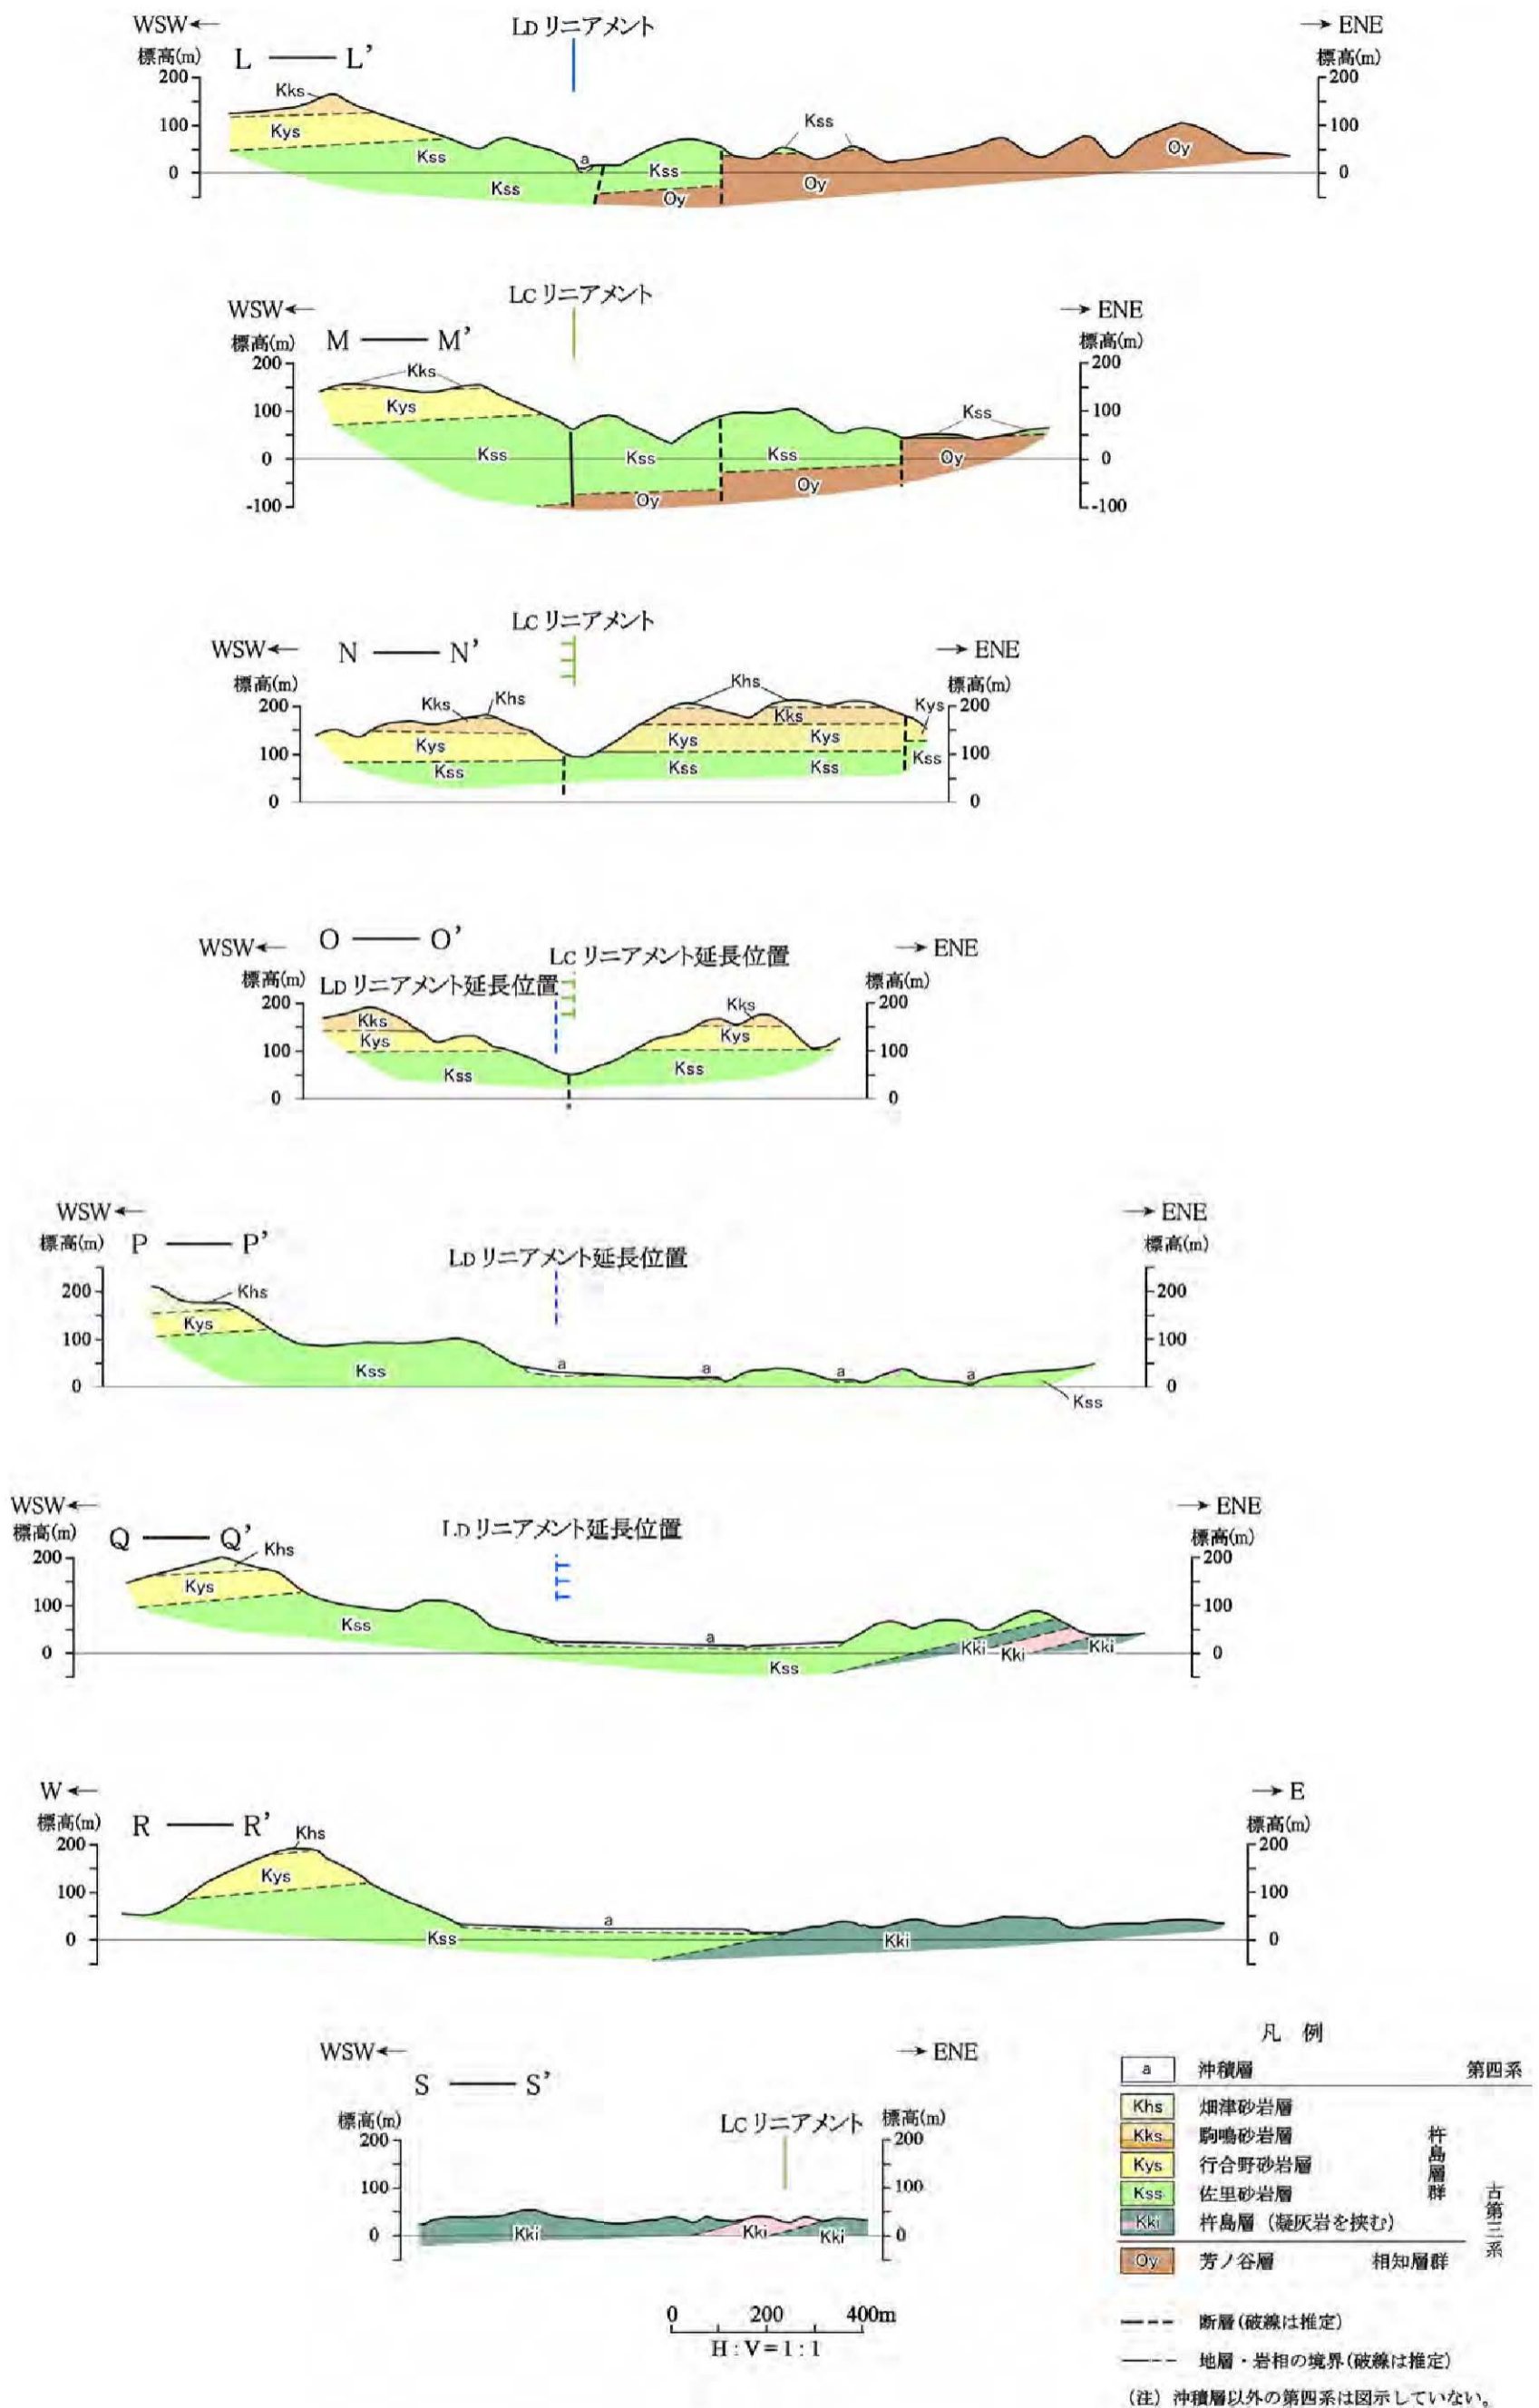 WSW← LD リニアメント → ENE
標高(m) L —— L’ 標高(m)
200 Kks 200
100 Kys Kss 100
Kss a Kss Oy
0 Kss Oy Oy 0
WSW← LC リニアメント → ENE
標高(m) M —— M’ 標高(m)
200 Kks 200
100 Kys Kss 100
0 Kss Kss Kss Oy 0
-100 Oy Oy -100
LC リニアメント
WSW← N —— N’ → ENE
標高(m) Khs 標高(m)
200 Kks Khs Kks Kys 200
100 Kys Kys Kys 100
Kss Kss Kss Kss
0 0
WSW← O —— O’ LC リニアメント延長位置 → ENE
標高(m) LD リニアメント延長位置 標高(m)
200 Kks Kks 200
100 Kys Kys 100
Kss Kss
0 0
WSW← → ENE
標高(m) P —— P’ LD リニアメント延長位置 標高(m)
200 Khs 200
100 Kys 100
Kss a a a a
0 0
Kss
WSW← → ENE
標高(m) Q —— Q’ LD リニアメント延長位置 標高(m)
200 Khs 200
100 Kys 100
Kss a
0 Kss Kki Kki Kki 0
W← → E
標高(m) R —— R’ 標高(m)
200 Khs 200
100 Kys 100
a
0 Kss Kki 0
WSW← → ENE
S —— S’
標高(m) LC リニアメント 標高(m)
200 200
100 100
0 Kki Kki Kki 0
0 200 400m
H : V = 1 : 1
凡 例
a 沖積層 第四系
Khs 畑津砂岩層
Kks 駒鳴砂岩層
Kys 行合野砂岩層
Kss 佐里砂岩層
Kki 杵島層（凝灰岩を挟む）
杵島層群
古第三系
Oy 芳ノ谷層 相知層群
断層(破線は推定)
地層・岩相の境界(破線は推定)
（注）沖積層以外の第四系は図示していない。